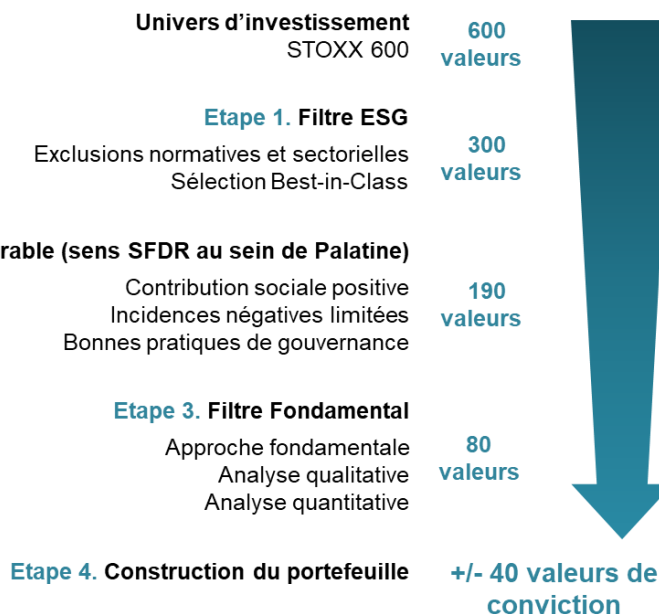 Univers d’investissement
STOXX 600
600
valeurs
Etape 1. Filtre ESG
Exclusions normatives et sectorielles
Sélection Best-in-Class
300
valeurs
rable (sens SFDR au sein de Palatine)
Contribution sociale positive
Incidences négatives limitées
Bonnes pratiques de gouvernance
190
valeurs
Etape 3. Filtre Fondamental
Approche fondamentale
Analyse qualitative
Analyse quantitative
80
valeurs
Etape 4. Construction du portefeuille
+/- 40 valeurs de
conviction